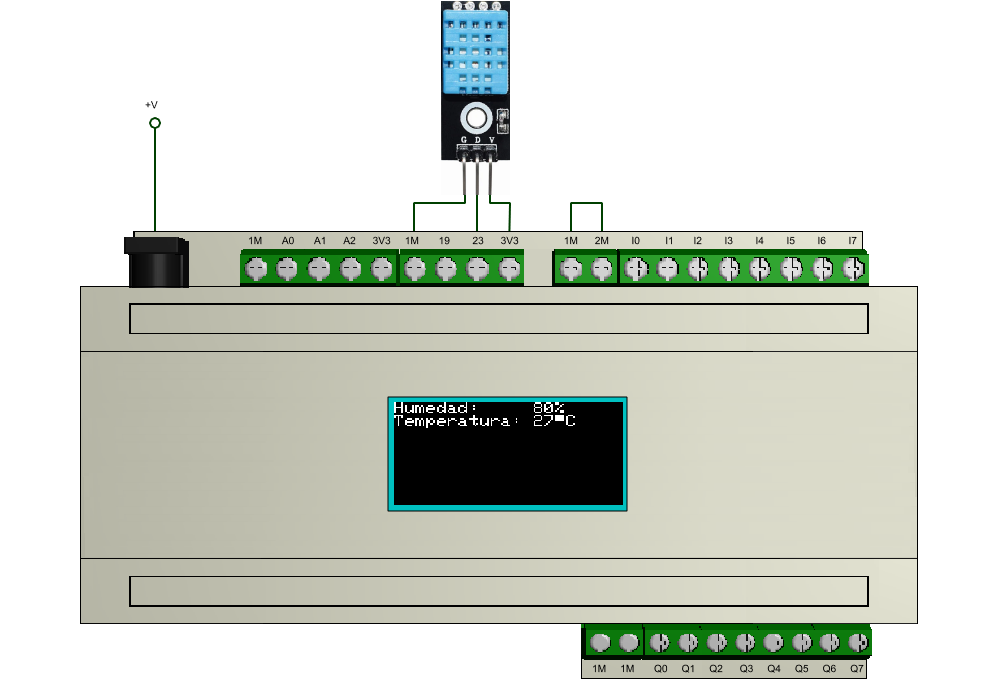 +V
G D V
1M A0 A1 A2 3V3 1M 19 23 3V3 1M 2M I0 I1 I2 I3 I4 I5 I6 I7
Humedad: 80%
Temperatura: 27■C
1M 1M Q0 Q1 Q2 Q3 Q4 Q5 Q6 Q7